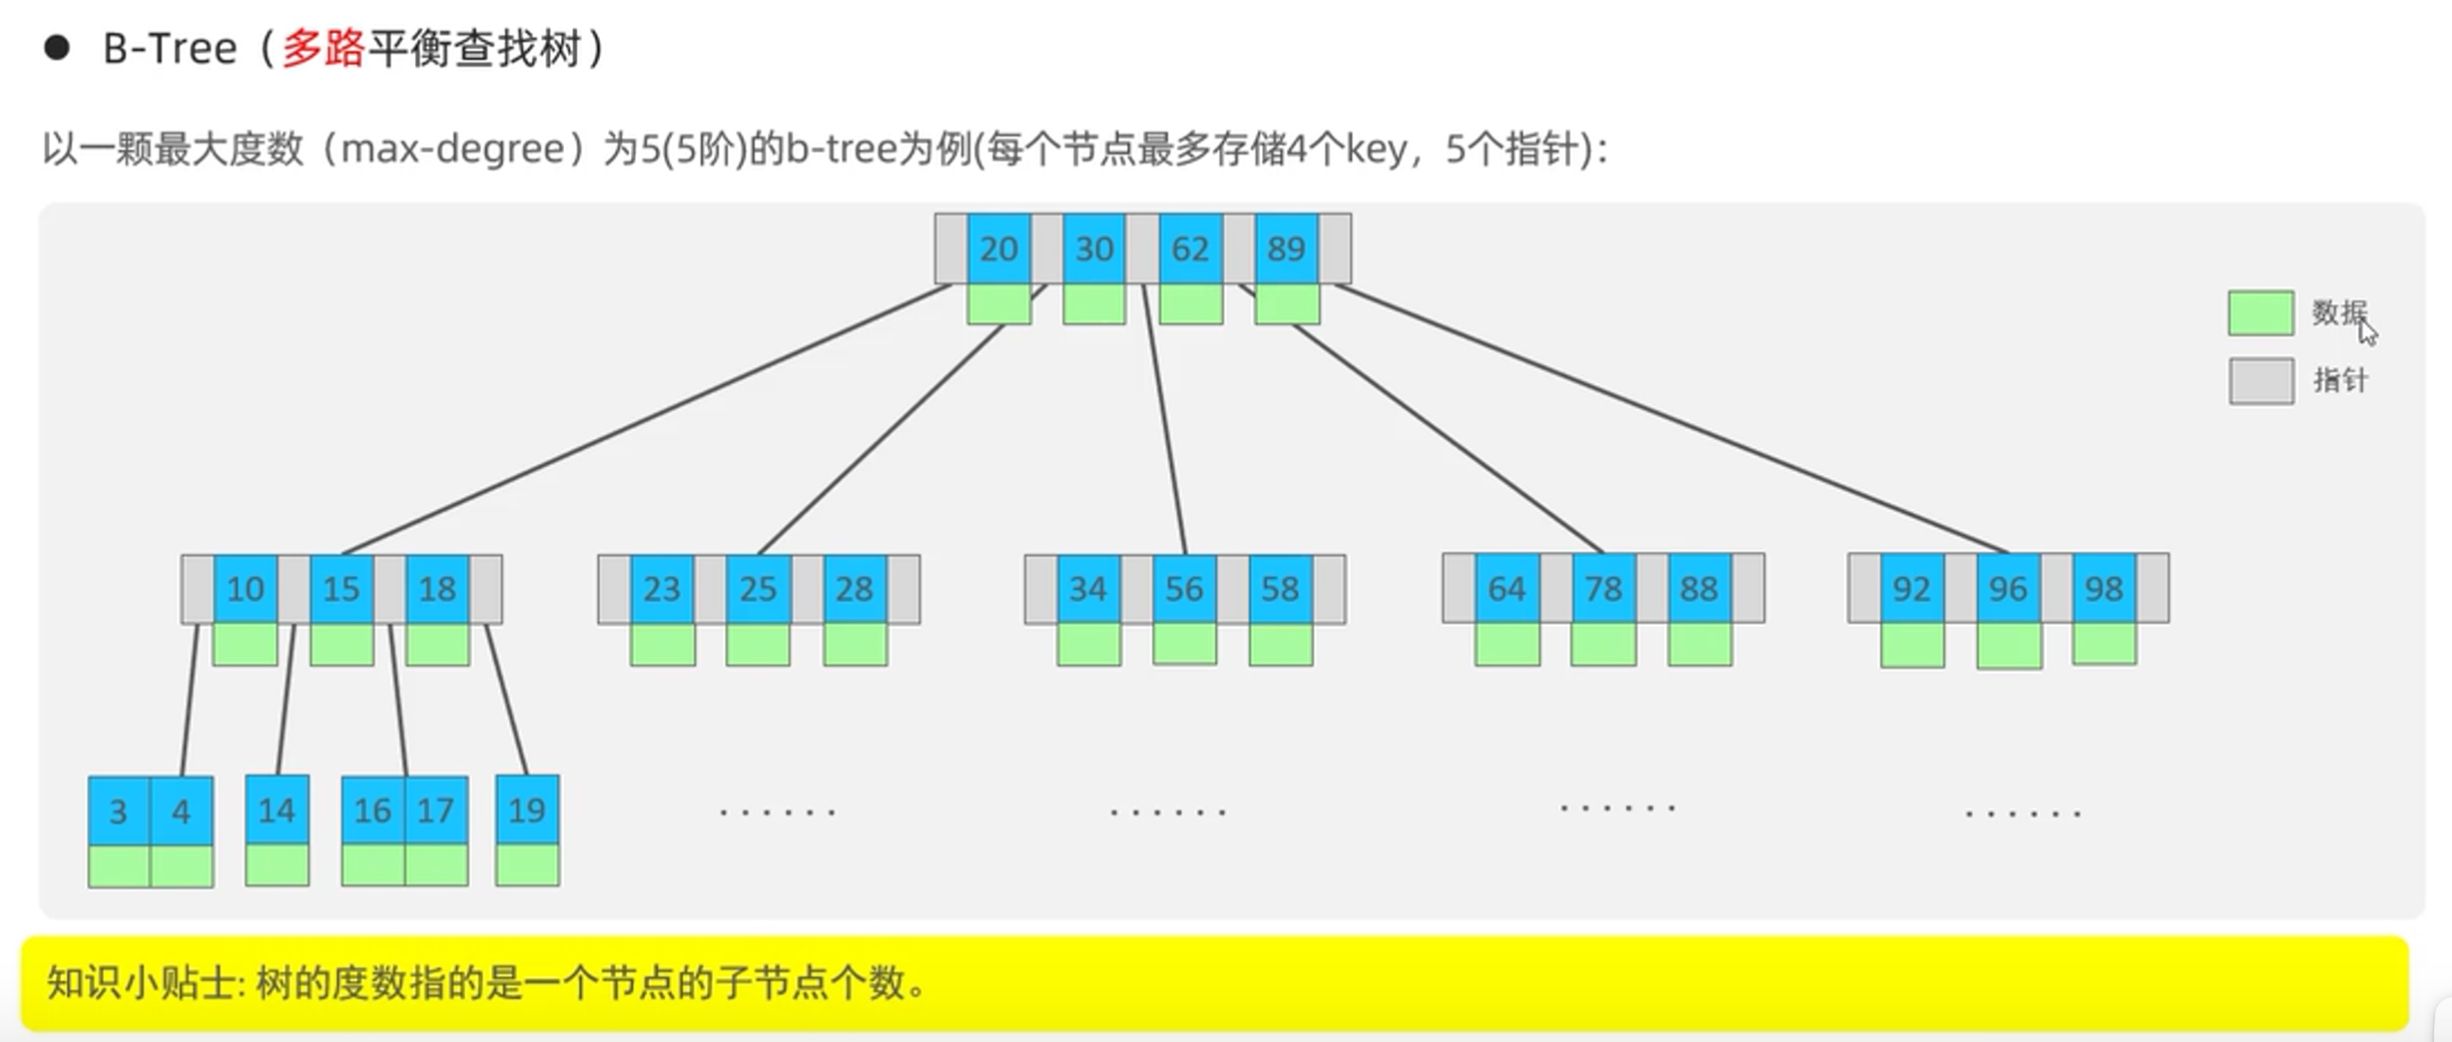 ● B-Tree（多路平衡查找树）
以一颗最大度数（max-degree）为5(5阶)的b-tree为例(每个节点最多存储4个key，5个指针)：
20 30 62 89
数据
指针
10 15 18 23 25 28 34 56 58 64 78 88 92 96 98
3 4 14 16 17 19 ...... ...... ...... ......
知识小贴士: 树的度数指的是一个节点的子节点个数。